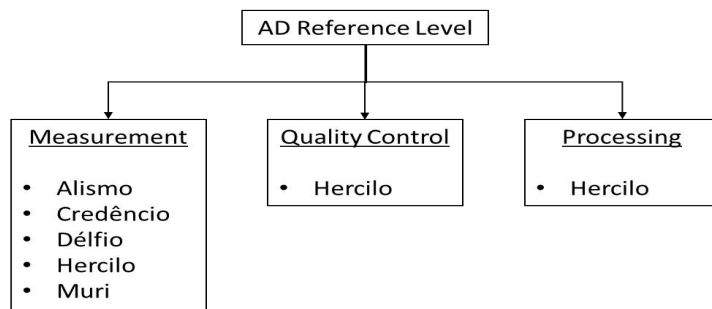 AD Reference Level
Measurement
• Alismo
• Credêncio
• Délfio
• Hercilo
• Muri
Quality Control
• Hercilo
Processing
• Hercilo